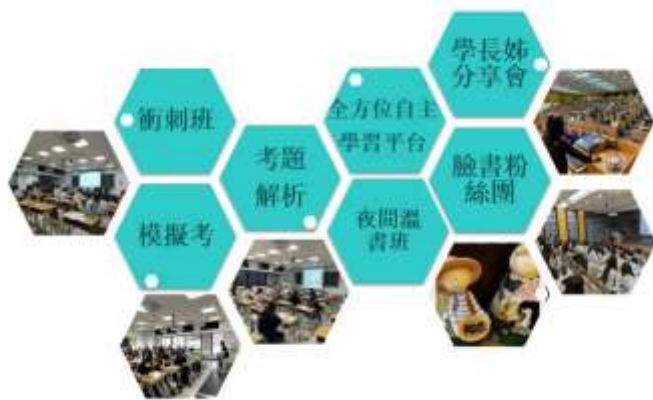 學長姊
分享會
衝刺班
全方位自主
學習平台
考題
解析
臉書粉
絲團
模擬考
夜間溫
書班